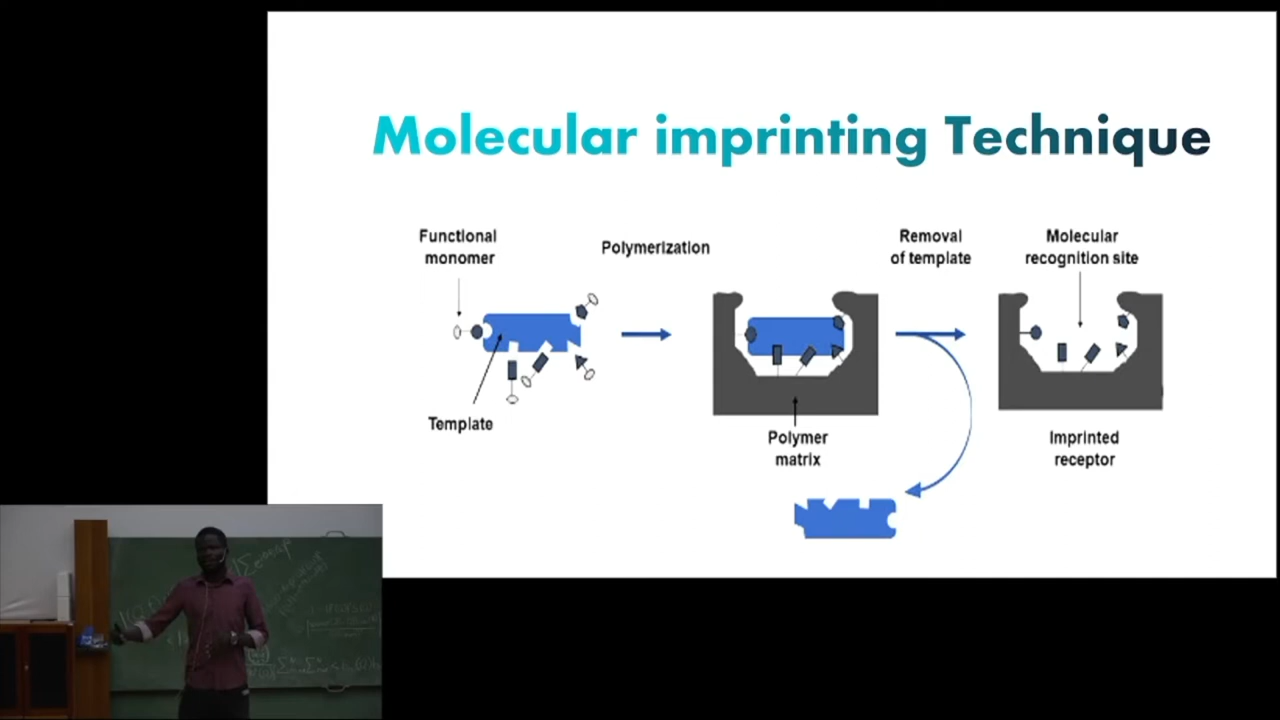 Molecular imprinting Technique
Functional
monomer
Polymerization
Removal
of template
Molecular
recognition site
Template
Polymer
matrix
Imprinted
receptor